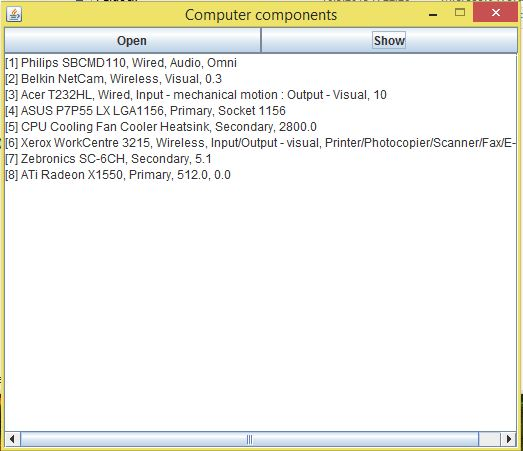 Computer components
Open Show
[1] Philips SBCMD110, Wired, Audio, Omni
[2] Belkin NetCam, Wireless, Visual, 0.3
[3] Acer T232HL, Wired, Input - mechanical motion : Output - Visual, 10
[4] ASUS P7P55 LX LGA1156, Primary, Socket 1156
[5] CPU Cooling Fan Cooler Heatsink, Secondary, 2800.0
[6] Xerox WorkCentre 3215, Wireless, Input/Output - visual, Printer/Photocopier/Scanner/Fax/E-
[7] Zebronics SC-6CH, Secondary, 5.1
[8] ATi Radeon X1550, Primary, 512.0, 0.0